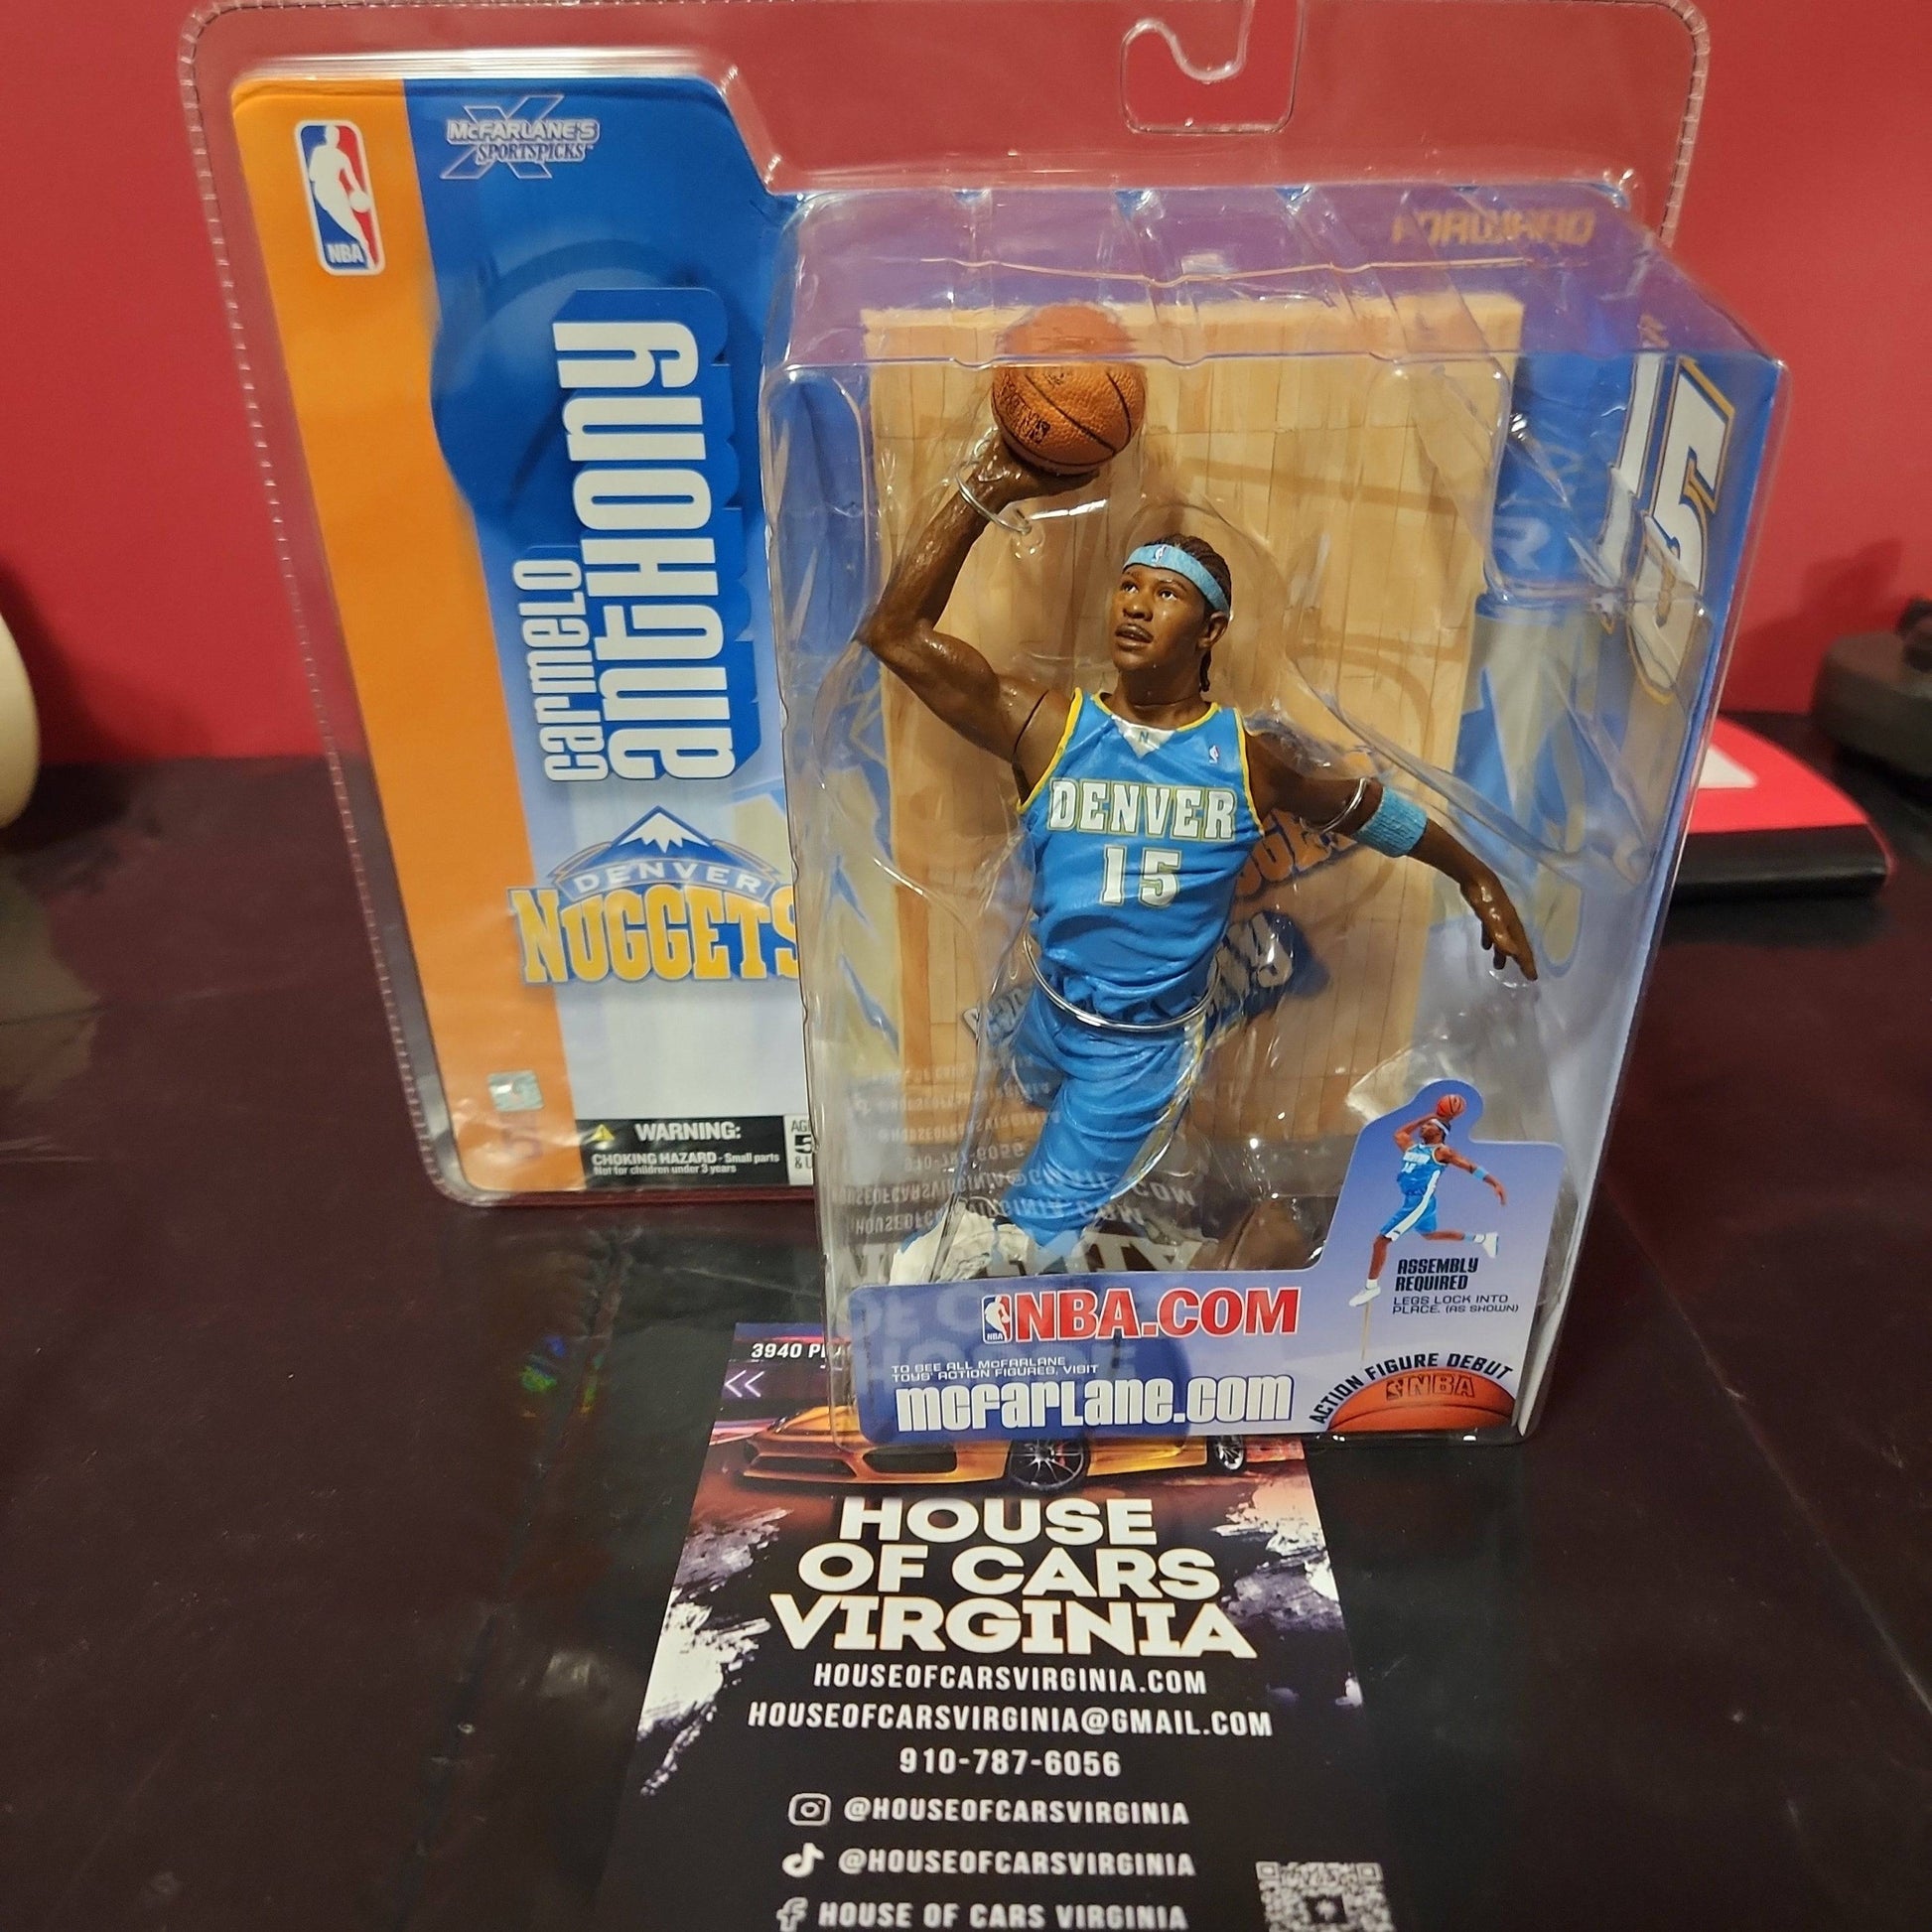 McFARLANE'S
SPORTSPICKS
NBA
carmelo
anthony
DENVER
NUGGETS
WARNING:
CHOKING HAZARD - Small parts
Not for children under 3 years
FORWARD
15
N
DENVER
15
ASSEMBLY
REQUIRED
LEGS LOCK INTO
PLACE. (AS SHOWN)
NBA
NBA.COM
TO SEE ALL McFARLANE
TOYS' ACTION FIGURES, VISIT
mcfarlane.com
ACTION FIGURE DEBUT
NBA
3940
HOUSE
OF CARS
VIRGINIA
HOUSEOFCARSVIRGINIA.COM
HOUSEOFCARSVIRGINIA@GMAIL.COM
910-787-6056
@HOUSEOFCARSVIRGINIA
@HOUSEOFCARSVIRGINIA
HOUSE OF CARS VIRGINIA